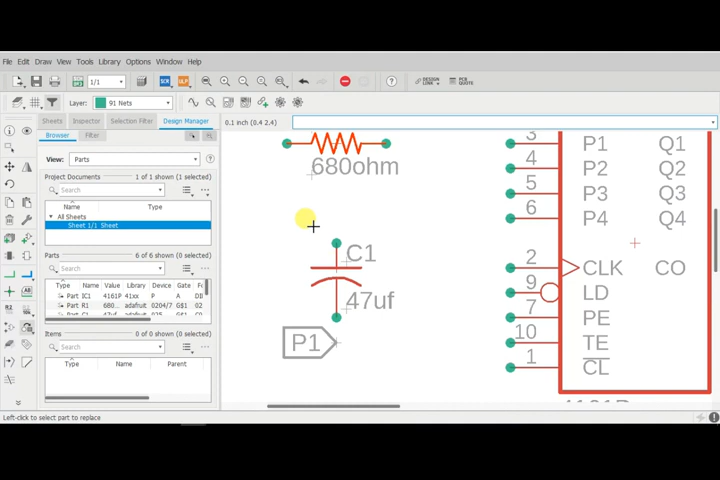 File Edit Draw View Tools Library Options Window Help
SCR ULP 1/1 DESIGN LINK PCB QUOTE
Layer: 91 Nets
Sheets Inspector Selection Filter Design Manager
0.1 inch (0.4 2.4)
Browser Filter
View: Parts
Project Documents 1 of 1 shown (1 selected)
Search
Name Type
All Sheets
Sheet 1/1 Sheet
Parts 6 of 6 shown (0 selected)
Search
Type Name Value Library Device Gate
Part IC1 4161P 41xx P A
Part R1 680... adafruit 0204/7 G$1
Part C1 47uf adafruit 025... G$1
Items 0 of 0 shown (0 selected)
Search
Type Name Parent
680ohm
C1
47uf
P1
3 P1 Q1
4 P2 Q2
5 P3 Q3
6 P4 Q4
2 CLK CO
9 LD
7 PE
10 TE
1 CL
Left-click to select part to replace